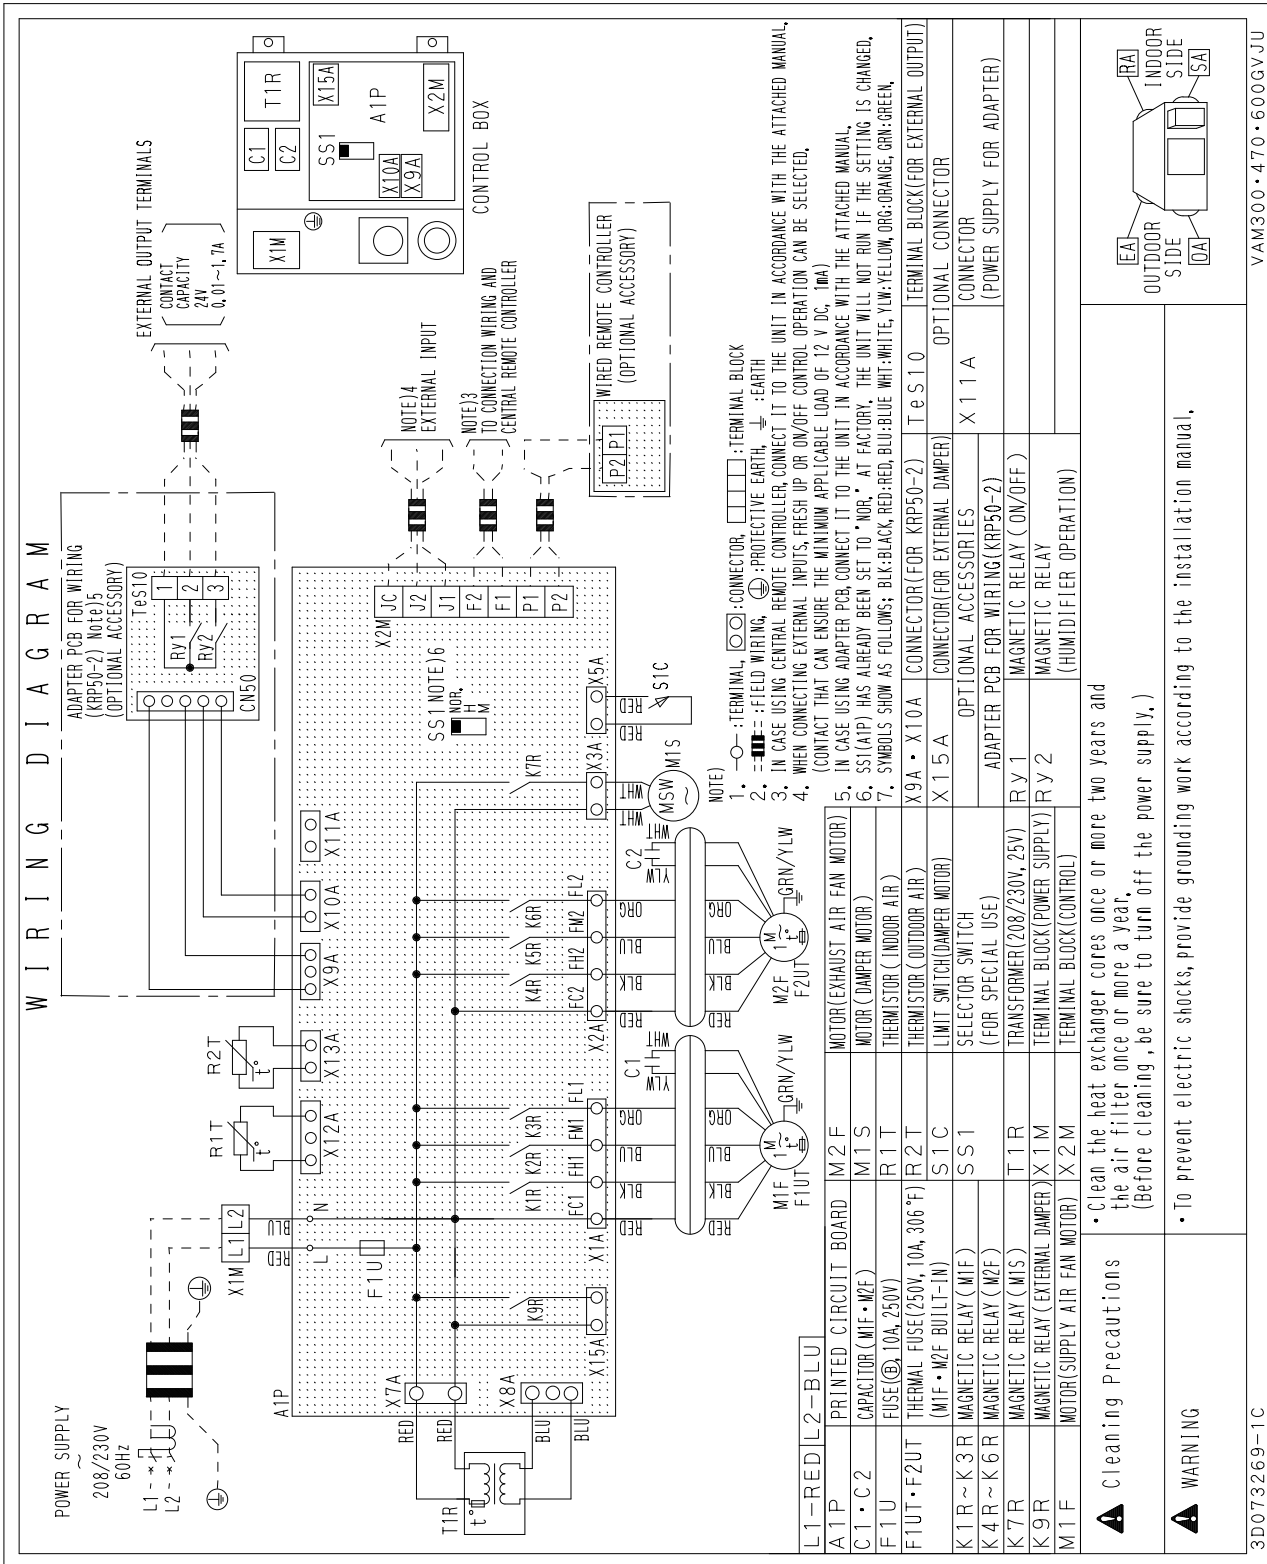 WIRING DIAGRAM
POWER SUPPLY
~
208/230V
60Hz
L1
L2
X1M
L1 L2
RED
BLU
L
N
F1U
A1P
R1T
t°
X12A
R2T
t°
X13A
X9A
X10A
X11A
ADAPTER PCB FOR WIRING
(KRP50-2) Note)5
(OPTIONAL ACCESSORY)
TeS10
Ry1
Ry2
1
2
3
CN50
EXTERNAL OUTPUT TERMINALS
CONTACT
CAPACITY
24V
0.01~1.7A
X1M
C1
C2
T1R
SS1
X15A
A1P
X10A
X9A
X2M
CONTROL BOX
X2M
JC
J2
J1
F2
F1
P1
P2
NOTE)4
EXTERNAL INPUT
NOTE)3
TO CONNECTION WIRING AND
CENTRAL REMOTE CONTROLLER
WIRED REMOTE CONTROLLER
(OPTIONAL ACCESSORY)
P2 P1
SS1 NOTE)6
NOR.
H
M
X7A
RED
RED
X8A
BLU
BLU
T1R
t°
X15A
K9R
K1R
K2R
K3R
X1A
FC1
FH1
FM1
FL1
RED
BLK
BLU
ORG
C1
YLW
WHT
RED
BLK
BLU
ORG
M1F
F1UT
M
1~
t°
GRN/YLW
K4R
K5R
K6R
X2A
FC2
FH2
FM2
FL2
RED
BLK
BLU
ORG
C2
YLW
WHT
RED
BLK
BLU
ORG
M2F
F2UT
M
1~
t°
GRN/YLW
K7R
X3A
WHT
WHT
MSW
~
M1S
X5A
RED
RED
S1C
NOTE)
1. :TERMINAL, :CONNECTOR, :TERMINAL BLOCK
2. :FIELD WIRING, :PROTECTIVE EARTH, :EARTH
3. IN CASE USING CENTRAL REMOTE CONTROLLER, CONNECT IT TO THE UNIT IN ACCORDANCE WITH THE ATTACHED MANUAL.
4. WHEN CONNECTING EXTERNAL INPUTS, FRESH UP OR ON/OFF CONTROL OPERATION CAN BE SELECTED.
(CONTACT THAT CAN ENSURE THE MINIMUM APPLICABLE LOAD OF 12 V DC, 1mA)
5. IN CASE USING ADAPTER PCB, CONNECT IT TO THE UNIT IN ACCORDANCE WITH THE ATTACHED MANUAL.
6. SS1(A1P) HAS ALREADY BEEN SET TO "NOR." AT FACTORY. THE UNIT WILL NOT RUN IF THE SETTING IS CHANGED.
7. SYMBOLS SHOW AS FOLLOWS; BLK:BLACK, RED:RED, BLU:BLUE WHT:WHITE, YLW:YELLOW, ORG:ORANGE, GRN:GREEN.
L1-RED L2-BLU
A1P PRINTED CIRCUIT BOARD
C1・C2 CAPACITOR(M1F・M2F)
F1U FUSE(Ⓑ, 10A, 250V)
F1UT・F2UT THERMAL FUSE(250V, 10A, 306°F)
(M1F・M2F BUILT-IN)
K1R~K3R MAGNETIC RELAY(M1F)
K4R~K6R MAGNETIC RELAY(M2F)
K7R MAGNETIC RELAY(M1S)
K9R MAGNETIC RELAY(EXTERNAL DAMPER)
M1F MOTOR(SUPPLY AIR FAN MOTOR)
M2F MOTOR(EXHAUST AIR FAN MOTOR)
M1S MOTOR(DAMPER MOTOR)
R1T THERMISTOR(INDOOR AIR)
R2T THERMISTOR(OUTDOOR AIR)
S1C LIMIT SWITCH(DAMPER MOTOR)
SS1 SELECTOR SWITCH
(FOR SPECIAL USE)
T1R TRANSFORMER(208/230V, 25V)
X1M TERMINAL BLOCK(POWER SUPPLY)
X2M TERMINAL BLOCK(CONTROL)
X9A・X10A CONNECTOR(FOR KRP50-2)
X15A CONNECTOR(FOR EXTERNAL DAMPER)
OPTIONAL ACCESSORIES
ADAPTER PCB FOR WIRING(KRP50-2)
Ry1 MAGNETIC RELAY(ON/OFF)
Ry2 MAGNETIC RELAY
(HUMIDIFIER OPERATION)
TeS10 TERMINAL BLOCK(FOR EXTERNAL OUTPUT)
OPTIONAL CONNECTOR
X11A CONNECTOR
(POWER SUPPLY FOR ADAPTER)
Cleaning Precautions
・Clean the heat exchanger cores once or more two years and
the air filter once or more a year.
(Before cleaning, be sure to turn off the power supply.)
WARNING
・To prevent electric shocks, provide grounding work according to the installation manual.
EA
OUTDOOR
SIDE
OA
RA
INDOOR
SIDE
SA
3D073269-1C
VAM300・470・600GVJU